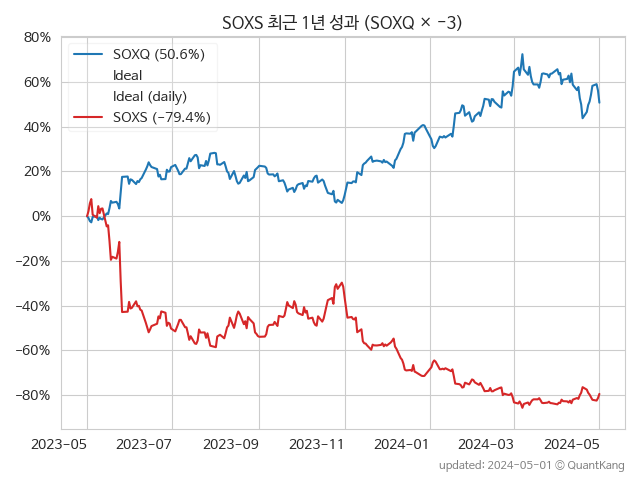 SOXS 최근 1년 성과 (SOXQ × −3)
80%
60%
40%
20%
0%
−20%
−40%
−60%
−80%
SOXQ (50.6%)
Ideal
Ideal (daily)
SOXS (−79.4%)
2023-05 2023-07 2023-09 2023-11 2024-01 2024-03 2024-05
updated: 2024-05-01 © QuantKang